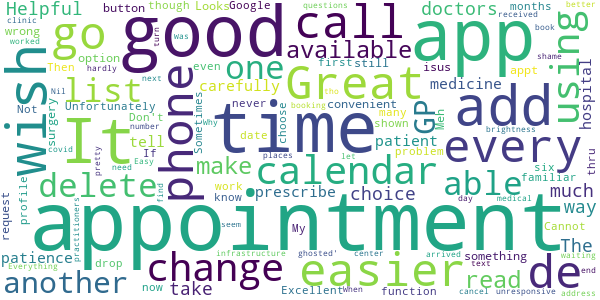 Helpful button though Looks Google doctors months questions
clinic wrong worked go good call app received better book
option Then turn was available even first still isus appt shame
wish list phone one Great carefully never convenient using hospital
Unfortunately hardly next medicine add
It Not surgery Don't number Nil covid If tell Why Sometimes time date choose tho booking many shown GP Meh patient problem brightness every
pretty Easy need make places let calendar able six thru
delete find work know prescribe choice day medical familiar much
profile practitioners request seem My The way
appointment
patience drop now take change infrastructure ghosted' center Excellent When easier something arrived text function read Cannot de waiting end
another Everything cancel unresponsive address